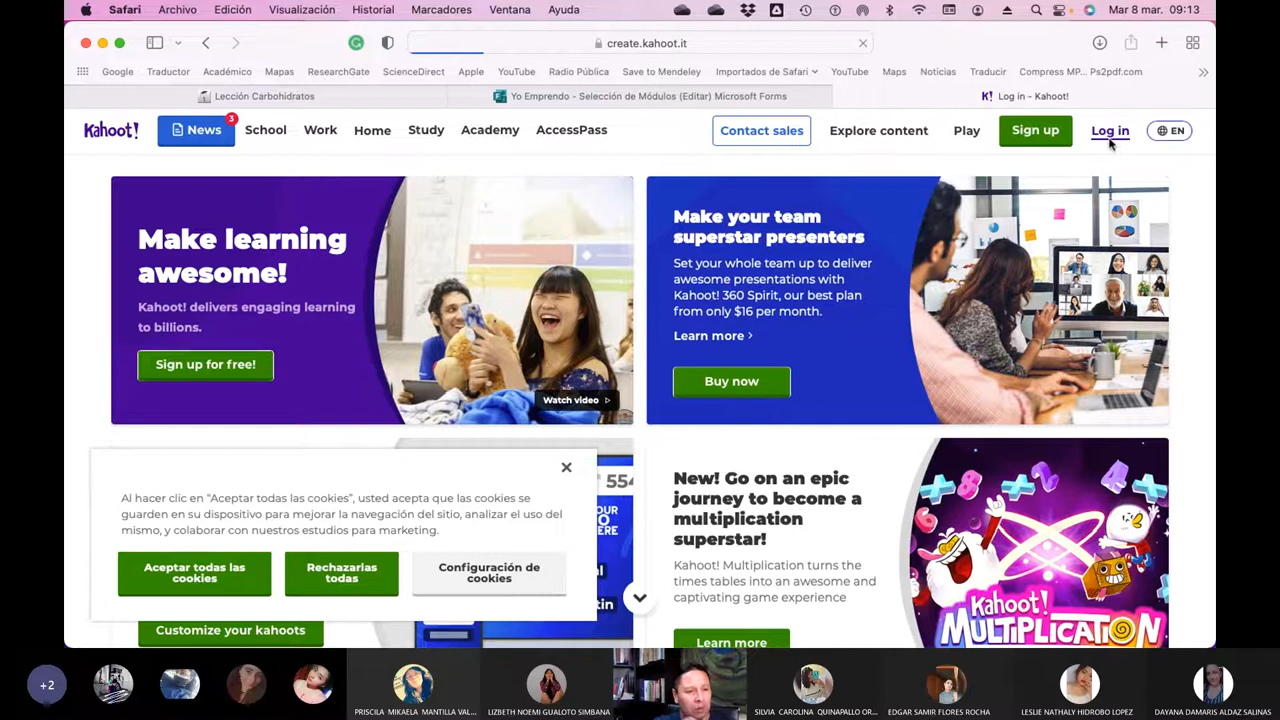 Safari Archivo Edición Visualización Historial Marcadores Ventana Ayuda Mar 8 mar. 09:13
create.kahoot.it
Google Traductor Académico Mapas ResearchGate ScienceDirect Apple YouTube Radio Pública Save to Mendeley Importados de Safari YouTube Maps Noticias Traducir Compress MP... Ps2pdf.com
Lección Carbohidratos Yo Emprendo - Selección de Módulos (Editar) Microsoft Forms K! Log in - Kahoot!
Kahoot! News 3 School Work Home Study Academy AccessPass Contact sales Explore content Play Sign up Log in EN
Make learning
awesome!
Kahoot! delivers engaging learning
to billions.
Sign up for free!
Watch video
Make your team
superstar presenters
Set your whole team up to deliver
awesome presentations with
Kahoot! 360 Spirit, our best plan
from only $16 per month.
Learn more >
Buy now
Al hacer clic en “Aceptar todas las cookies”, usted acepta que las cookies se
guarden en su dispositivo para mejorar la navegación del sitio, analizar el uso del
mismo, y colaborar con nuestros estudios para marketing.
Aceptar todas las
cookies
Rechazarlas
todas
Configuración de
cookies
Customize your kahoots
New! Go on an epic
journey to become a
multiplication
superstar!
Kahoot! Multiplication turns the
times tables into an awesome and
captivating game experience
Learn more
Kahoot!
MULTIPLICATION
+2
PRISCILA MIKAELA MANTILLA VAL...
LIZBETH NOEMI GUALOTO SIMBANA
SILVIA CAROLINA QUINAPALLO OR...
EDGAR SAMIR FLORES ROCHA
LESLIE NATHALY HIDROBO LOPEZ
DAYANA DAMARIS ALDAZ SALINAS